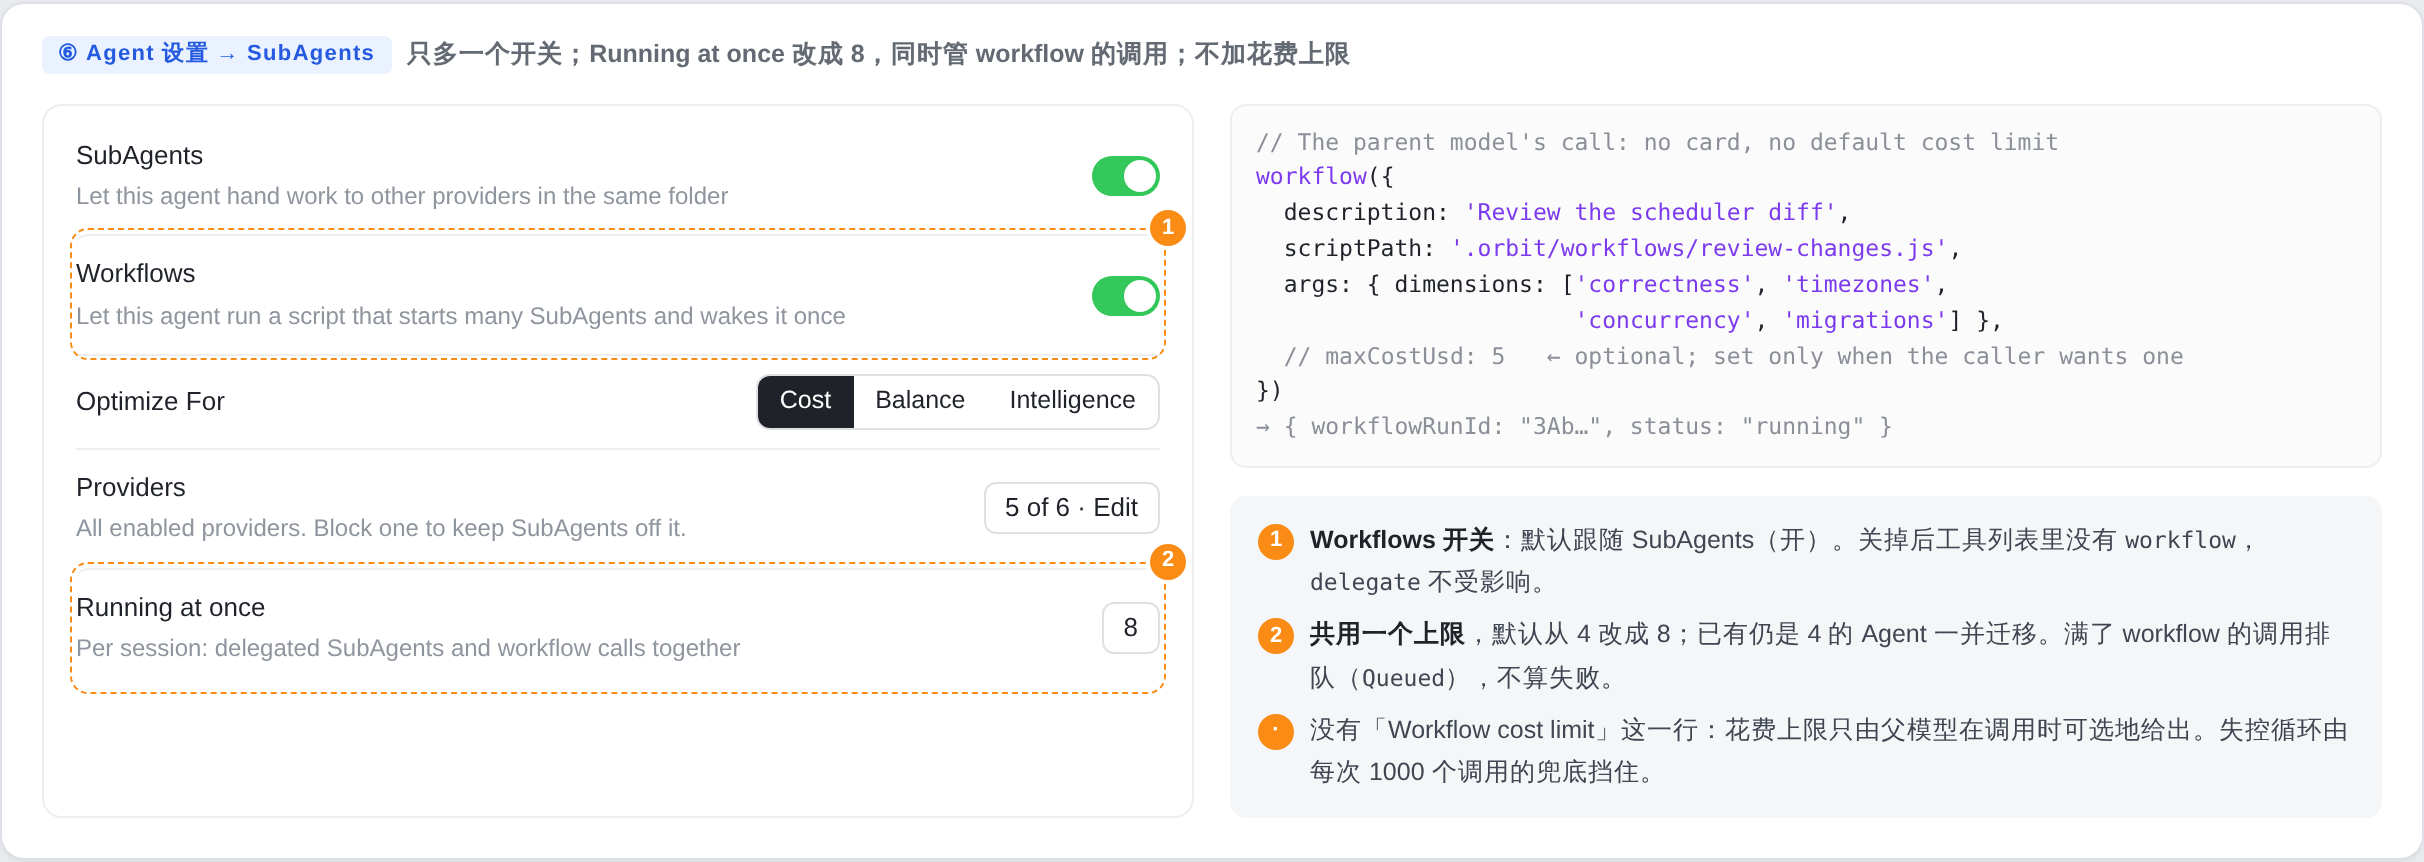 ⑥ Agent 设置 → SubAgents
只多一个开关；Running at once 改成 8，同时管 workflow 的调用；不加花费上限
SubAgents
Let this agent hand work to other providers in the same folder
1
Workflows
Let this agent run a script that starts many SubAgents and wakes it once
Optimize For
Cost Balance Intelligence
Providers
All enabled providers. Block one to keep SubAgents off it.
5 of 6 · Edit
2
Running at once
Per session: delegated SubAgents and workflow calls together
8
// The parent model's call: no card, no default cost limit
workflow({
  description: 'Review the scheduler diff',
  scriptPath: '.orbit/workflows/review-changes.js',
  args: { dimensions: ['correctness', 'timezones',
                       'concurrency', 'migrations'] },
  // maxCostUsd: 5   ← optional; set only when the caller wants one
})
→ { workflowRunId: "3Ab…", status: "running" }
1 Workflows 开关：默认跟随 SubAgents（开）。关掉后工具列表里没有 workflow，
delegate 不受影响。
2 共用一个上限，默认从 4 改成 8；已有仍是 4 的 Agent 一并迁移。满了 workflow 的调用排
队（Queued），不算失败。
· 没有「Workflow cost limit」这一行：花费上限只由父模型在调用时可选地给出。失控循环由
每次 1000 个调用的兜底挡住。